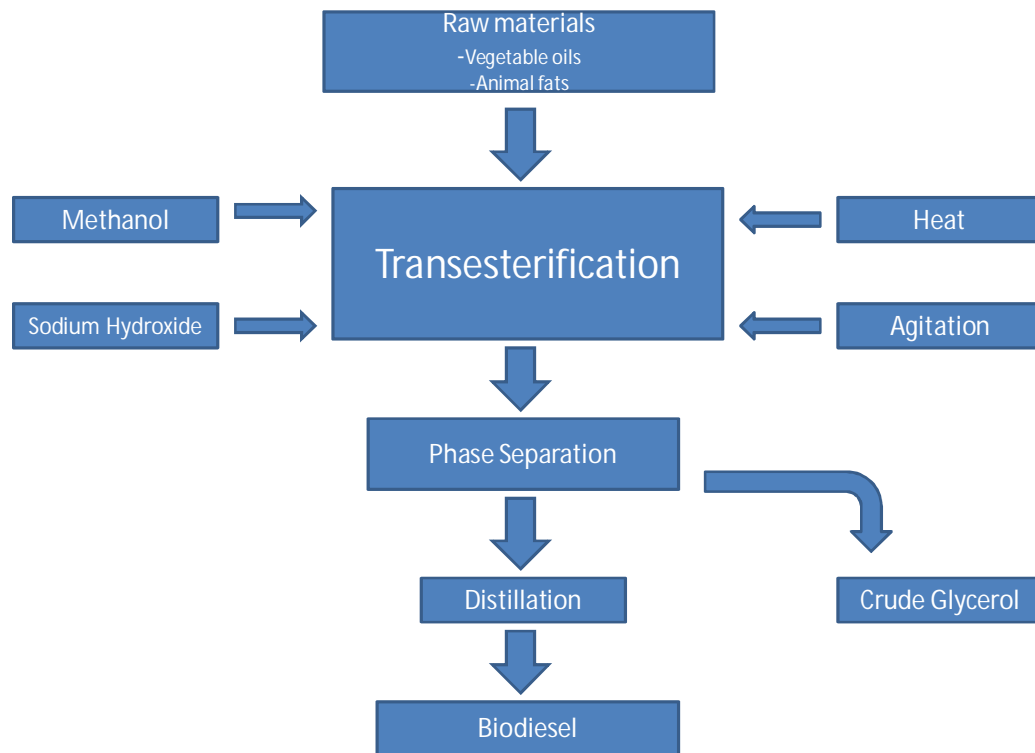 Raw materials
-Vegetable oils
-Animal fats
Methanol
Heat
Transesterification
Sodium Hydroxide
Agitation
Phase Separation
Distillation
Crude Glycerol
Biodiesel